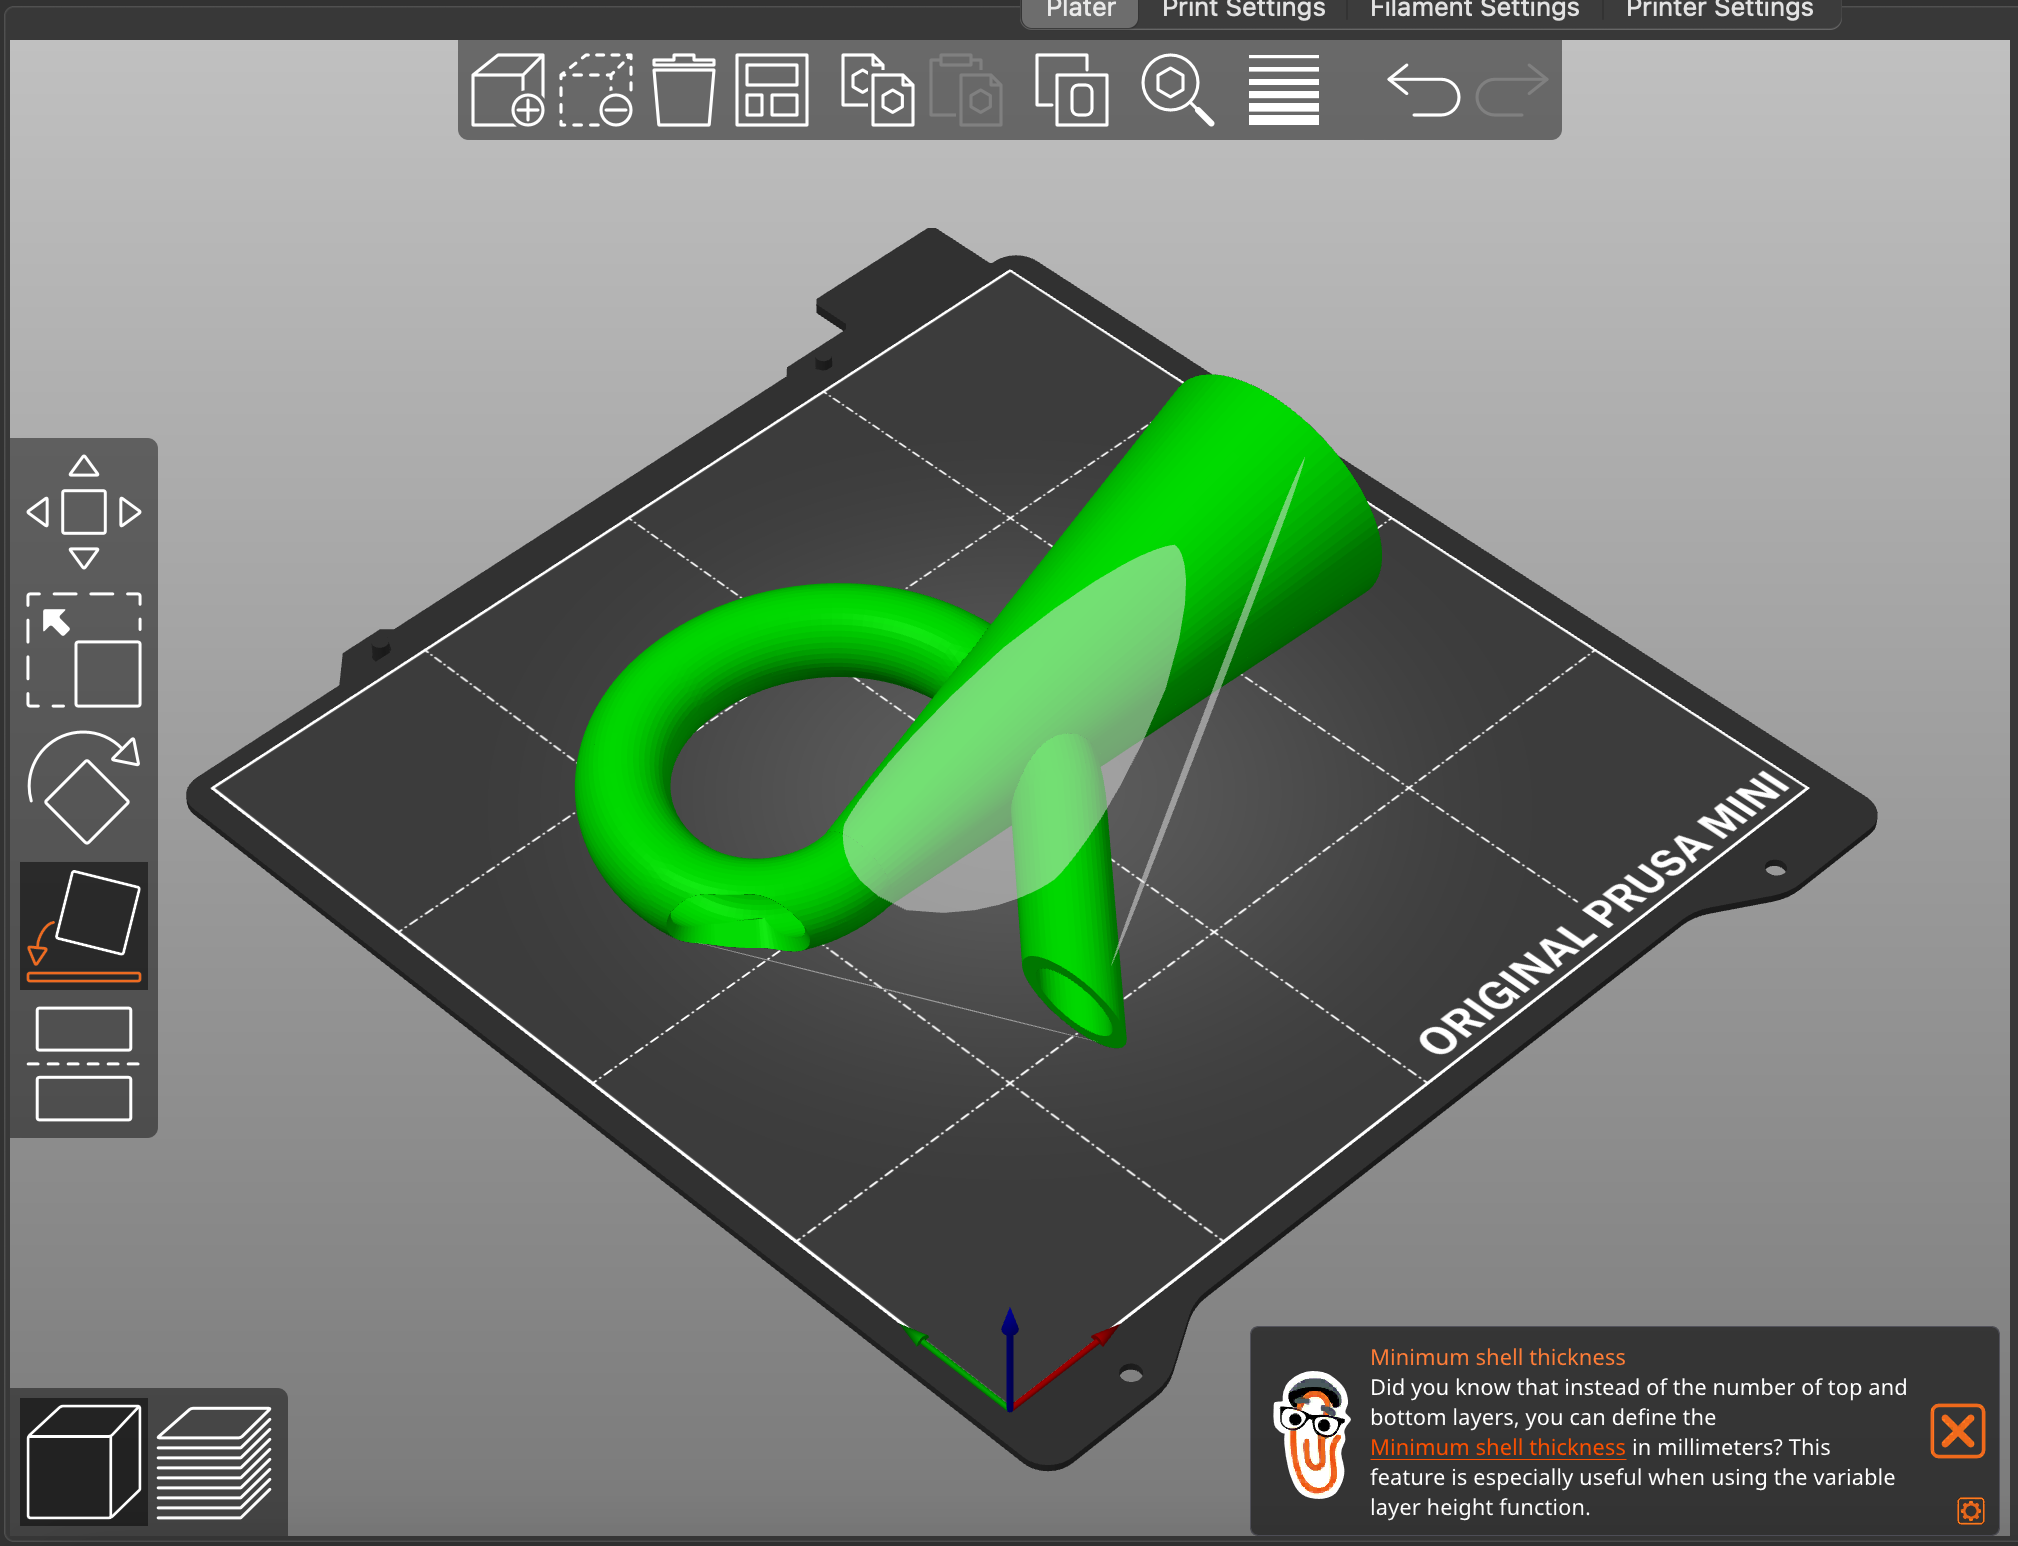 Plater
Print Settings
Filament Settings
Printer Settings
ORIGINAL PRUSA MINI
Minimum shell thickness
Did you know that instead of the number of top and
bottom layers, you can define the
Minimum shell thickness in millimeters? This
feature is especially useful when using the variable
layer height function.